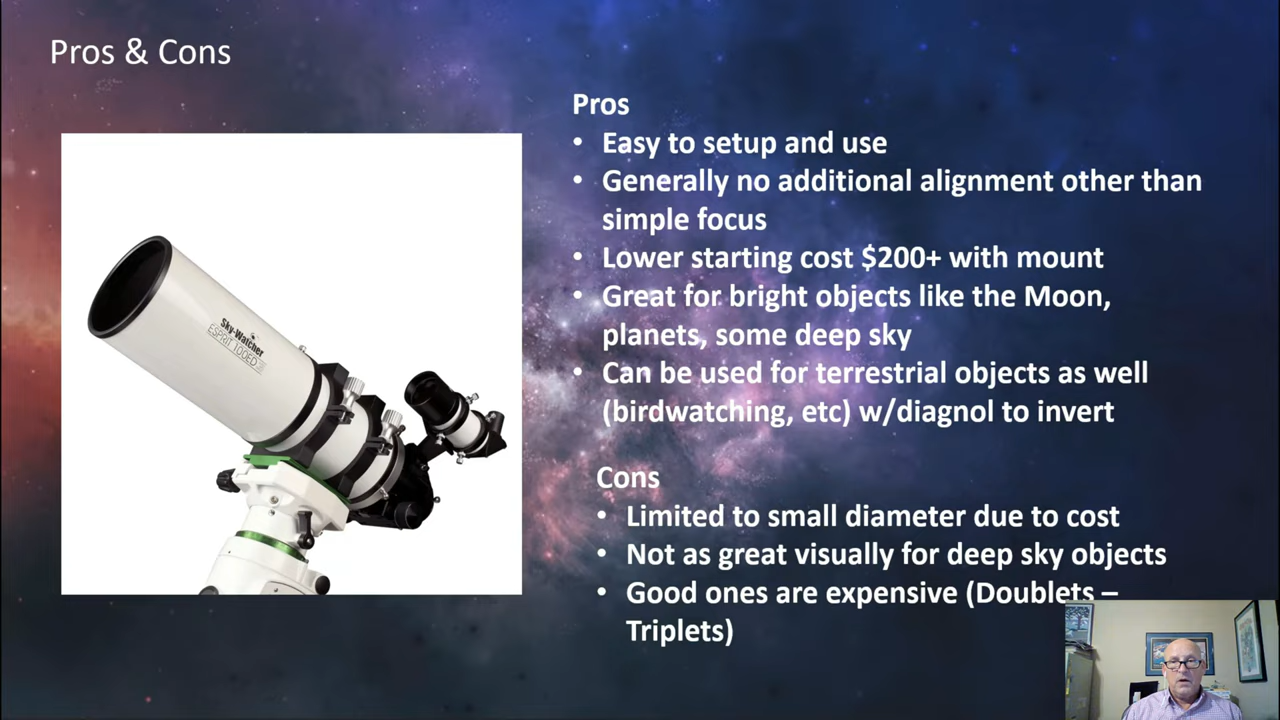 Pros & Cons
Pros
• Easy to setup and use
• Generally no additional alignment other than
simple focus
• Lower starting cost $200+ with mount
• Great for bright objects like the Moon,
planets, some deep sky
• Can be used for terrestrial objects as well
(birdwatching, etc) w/diagnol to invert
Sky-Watcher
ESPRIT 100ED
Cons
• Limited to small diameter due to cost
• Not as great visually for deep sky objects
• Good ones are expensive (Doublets –
Triplets)